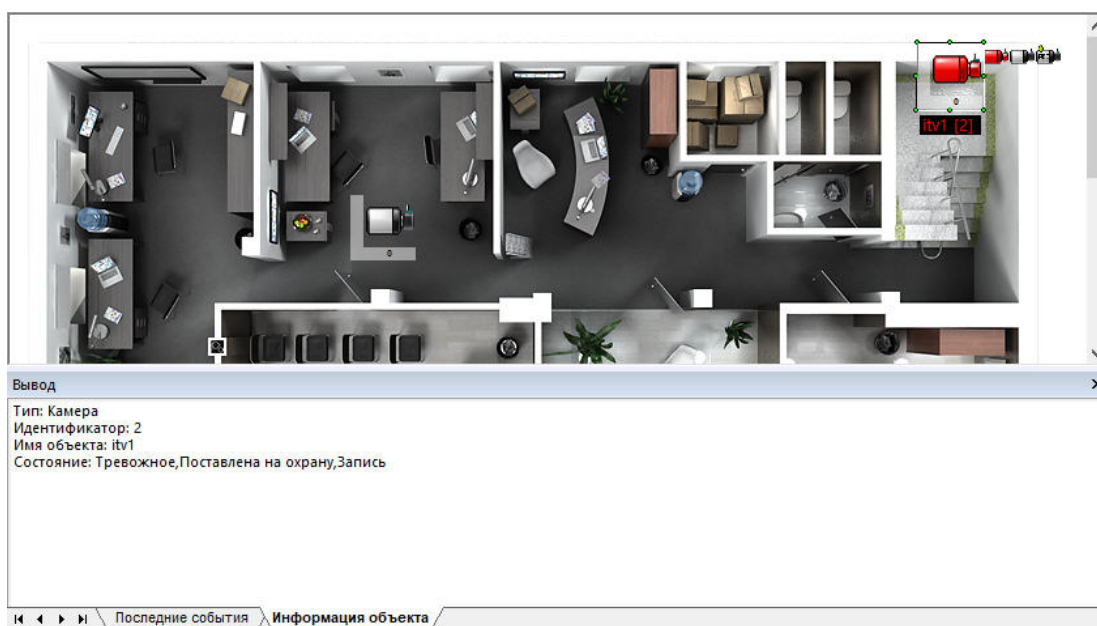 itv1 [2]
Вывод
Тип: Камера
Идентификатор: 2
Имя объекта: itv1
Состояние: Тревожное,Поставлена на охрану,Запись
Последние события
Информация объекта